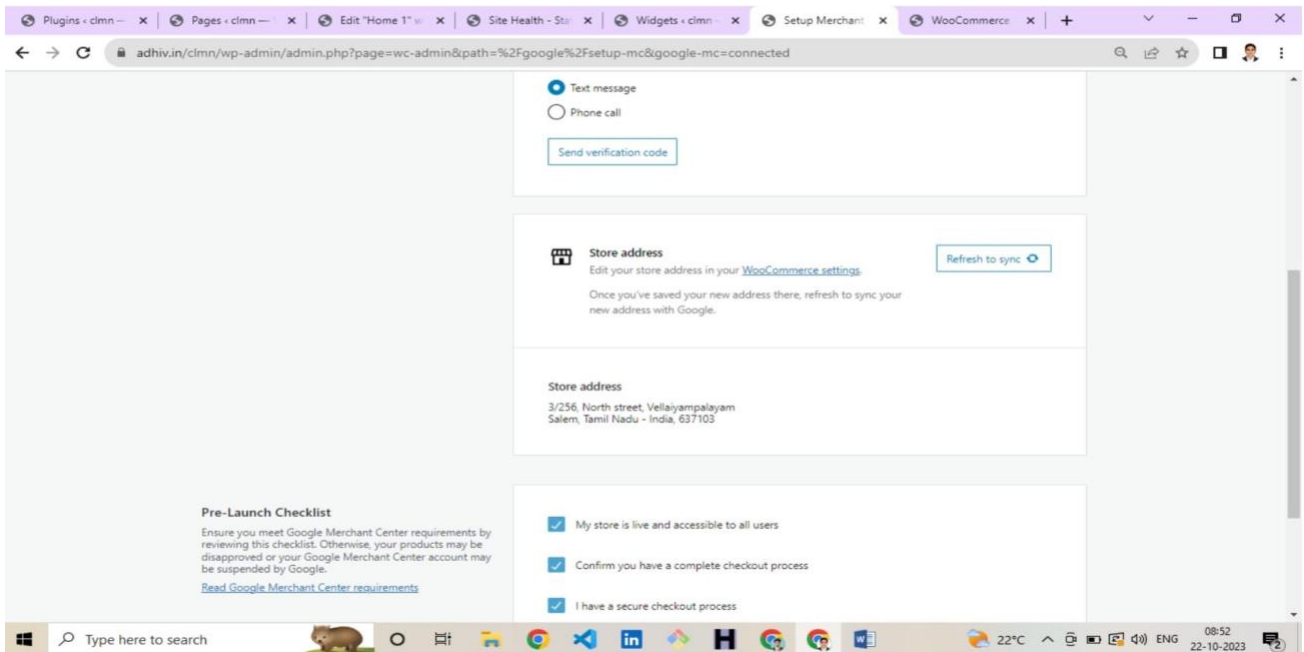 Plugins ‹ clmn —
Pages ‹ clmn —
Edit "Home 1" w
Site Health - Sta
Widgets ‹ clmn
Setup Merchant
WooCommerce
adhiv.in/clmn/wp-admin/admin.php?page=wc-admin&path=%2Fgoogle%2Fsetup-mc&google-mc=connected
Text message
Phone call
Send verification code
Store address
Refresh to sync
Edit your store address in your WooCommerce settings.
Once you've saved your new address there, refresh to sync your
new address with Google.
Store address
3/256, North street, Vellaiyampalayam
Salem, Tamil Nadu - India, 637103
Pre-Launch Checklist
Ensure you meet Google Merchant Center requirements by
reviewing this checklist. Otherwise, your products may be
disapproved or your Google Merchant Center account may
be suspended by Google.
Read Google Merchant Center requirements
My store is live and accessible to all users
Confirm you have a complete checkout process
I have a secure checkout process
Type here to search
in
H
W
22°C
ENG
08:52
22-10-2023
2